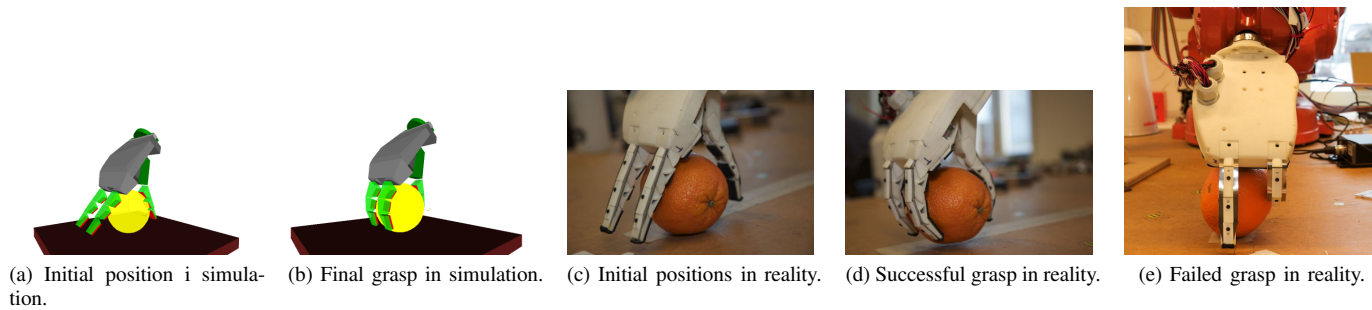 (a) Initial position i simula-
tion.
(b) Final grasp in simulation.
(c) Initial positions in reality.
(d) Successful grasp in reality.
(e) Failed grasp in reality.